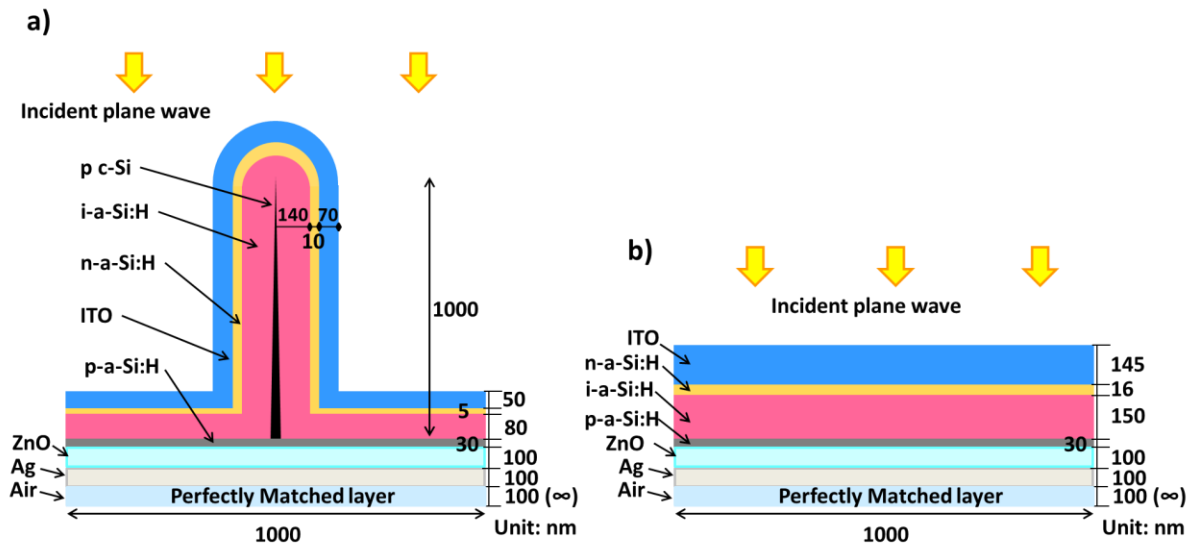 a)
Incident plane wave
p c-Si
i-a-Si:H
n-a-Si:H
ITO
p-a-Si:H
ZnO
Ag
Air
140
70
10
1000
50
5
80
30
100
100
100 (∞)
Perfectly Matched layer
1000
Unit: nm
b)
Incident plane wave
ITO
n-a-Si:H
i-a-Si:H
p-a-Si:H
ZnO
Ag
Air
145
16
150
30
100
100
100 (∞)
Perfectly Matched layer
1000
Unit: nm